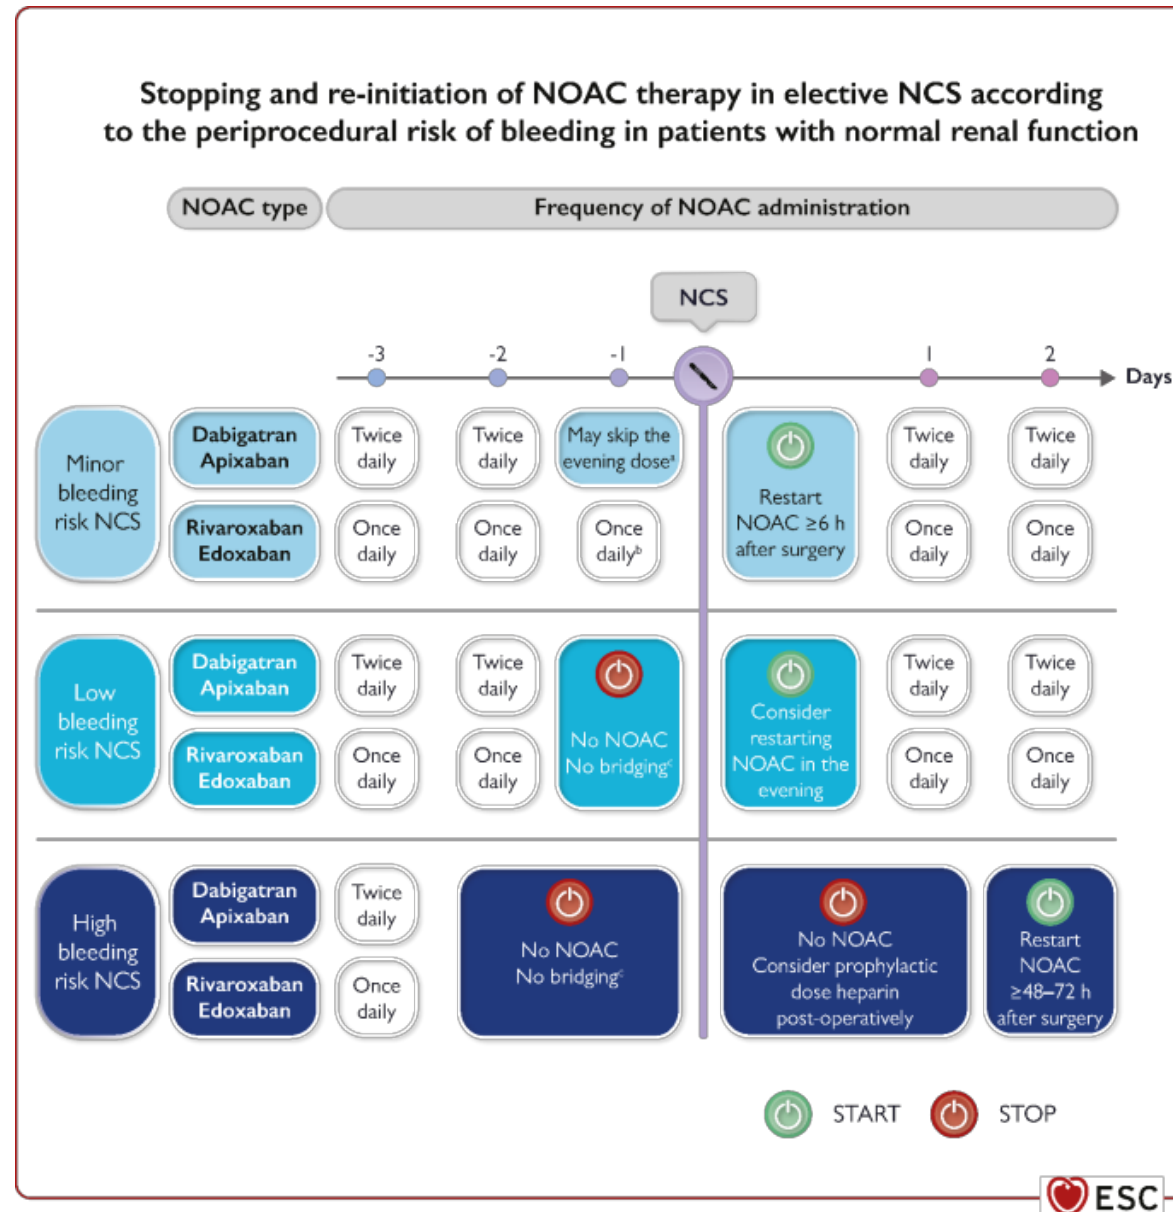 Stopping and re-initiation of NOAC therapy in elective NCS according
to the periprocedural risk of bleeding in patients with normal renal function
NOAC type
Frequency of NOAC administration
NCS
-3
-2
-1
1
2
Days
Minor
bleeding
risk NCS
Dabigatran
Apixaban
Twice
daily
Twice
daily
May skip the
evening doseᵃ
Rivaroxaban
Edoxaban
Once
daily
Once
daily
Once
dailyᵇ
Restart
NOAC ≥6 h
after surgery
Twice
daily
Twice
daily
Once
daily
Once
daily
Low
bleeding
risk NCS
Dabigatran
Apixaban
Twice
daily
Twice
daily
Rivaroxaban
Edoxaban
Once
daily
Once
daily
No NOAC
No bridgingᶜ
Consider
restarting
NOAC in the
evening
Twice
daily
Twice
daily
Once
daily
Once
daily
High
bleeding
risk NCS
Dabigatran
Apixaban
Twice
daily
Rivaroxaban
Edoxaban
Once
daily
No NOAC
No bridgingᶜ
No NOAC
Consider prophylactic
dose heparin
post-operatively
Restart
NOAC
≥48–72 h
after surgery
START
STOP
ESC